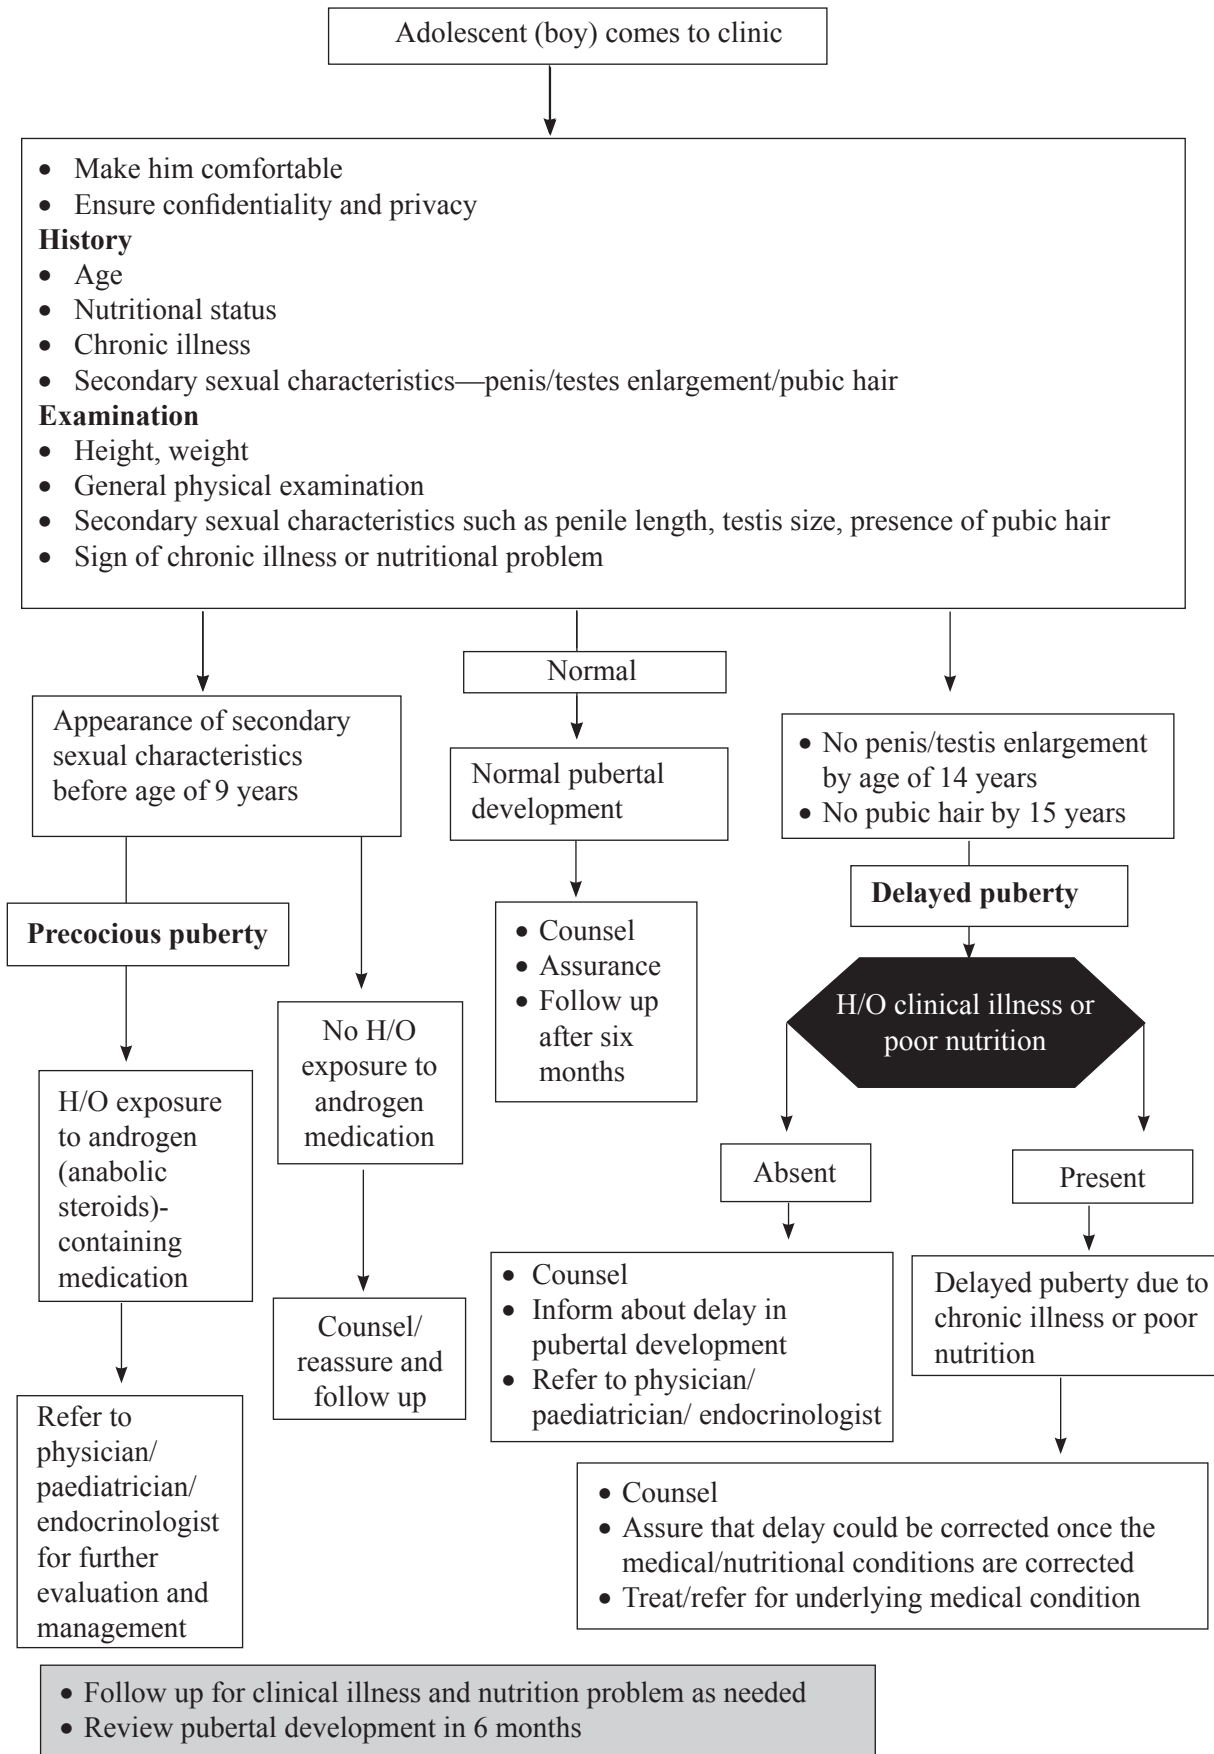 Adolescent (boy) comes to clinic
• Make him comfortable
• Ensure confidentiality and privacy
History
• Age
• Nutritional status
• Chronic illness
• Secondary sexual characteristics—penis/testes enlargement/pubic hair
Examination
• Height, weight
• General physical examination
• Secondary sexual characteristics such as penile length, testis size, presence of pubic hair
• Sign of chronic illness or nutritional problem
Appearance of secondary
sexual characteristics
before age of 9 years
Precocious puberty
H/O exposure
to androgen
(anabolic
steroids)-
containing
medication
Refer to
physician/
paediatrician/
endocrinologist
for further
evaluation and
management
No H/O
exposure to
androgen
medication
Counsel/
reassure and
follow up
Normal
Normal pubertal
development
• Counsel
• Assurance
• Follow up
after six
months
• No penis/testis enlargement
by age of 14 years
• No pubic hair by 15 years
Delayed puberty
H/O clinical illness or
poor nutrition
Absent
• Counsel
• Inform about delay in
pubertal development
• Refer to physician/
paediatrician/ endocrinologist
Present
Delayed puberty due to
chronic illness or poor
nutrition
• Counsel
• Assure that delay could be corrected once the
medical/nutritional conditions are corrected
• Treat/refer for underlying medical condition
• Follow up for clinical illness and nutrition problem as needed
• Review pubertal development in 6 months